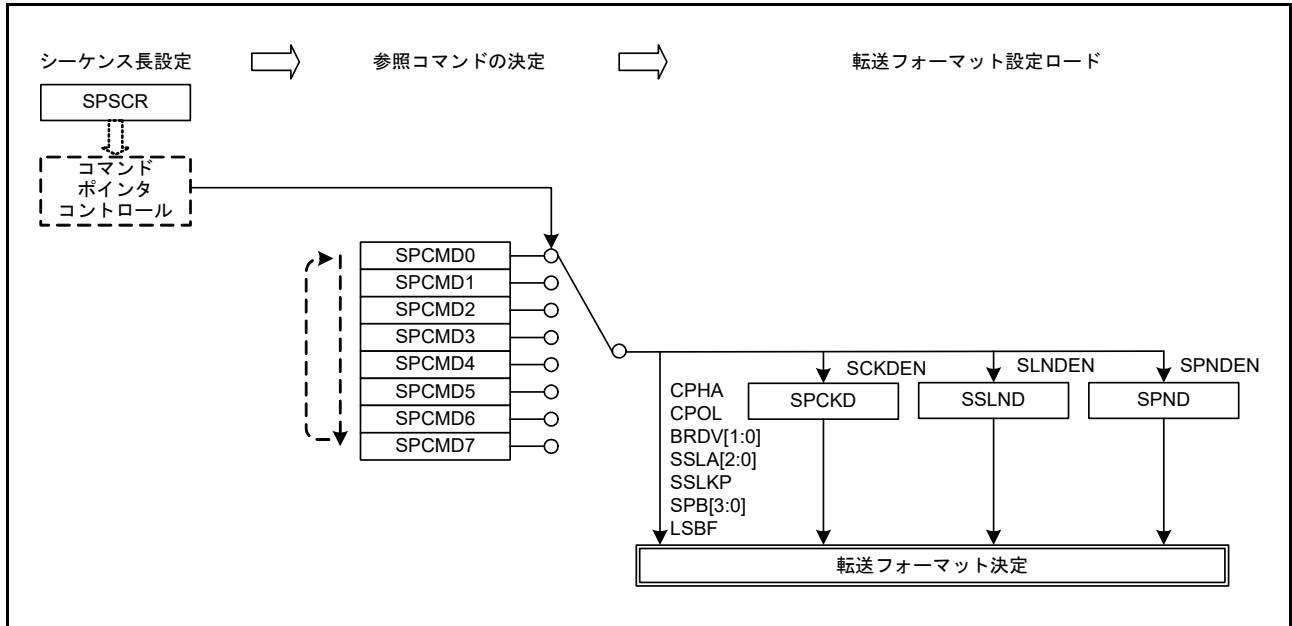 シーケンス長設定
参照コマンドの決定
転送フォーマット設定ロード
SPSCR
コマンド
ポインタ
コントロール
SPCMD0
SPCMD1
SPCMD2
SPCMD3
SPCMD4
SPCMD5
SPCMD6
SPCMD7
SCKDEN
SLNDEN
SPNDEN
CPHA
CPOL
BRDV[1:0]
SSLA[2:0]
SSLKP
SPB[3:0]
LSBF
SPCKD
SSLND
SPND
転送フォーマット決定